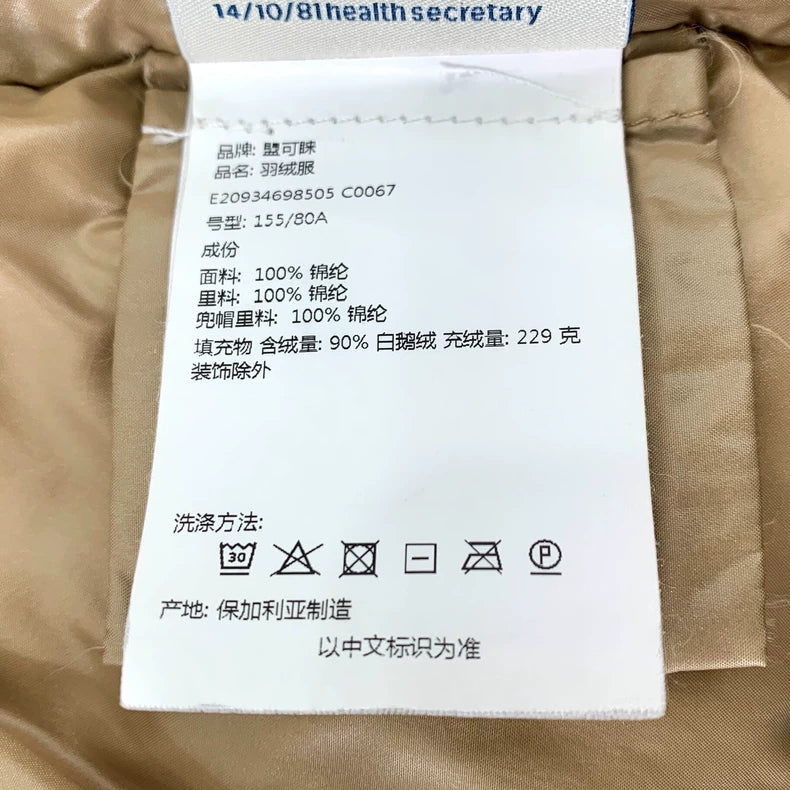 14/10/81health secretary
品牌: 盟可睐
品名: 羽绒服
E20934698505 C0067
号型: 155/80A
成份
面料: 100% 锦纶
里料: 100% 锦纶
兜帽里料: 100% 锦纶
填充物 含绒量: 90% 白鹅绒 充绒量: 229 克
装饰除外
洗涤方法:
30 P
产地: 保加利亚制造
以中文标识为准